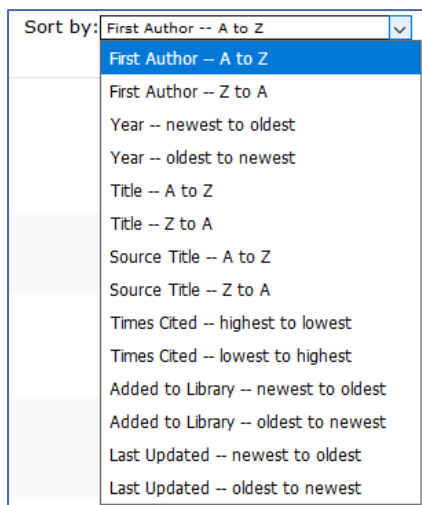 Sort by: First Author -- A to Z
First Author -- A to Z
First Author -- Z to A
Year -- newest to oldest
Year -- oldest to newest
Title -- A to Z
Title -- Z to A
Source Title -- A to Z
Source Title -- Z to A
Times Cited -- highest to lowest
Times Cited -- lowest to highest
Added to Library -- newest to oldest
Added to Library -- oldest to newest
Last Updated -- newest to oldest
Last Updated -- oldest to newest